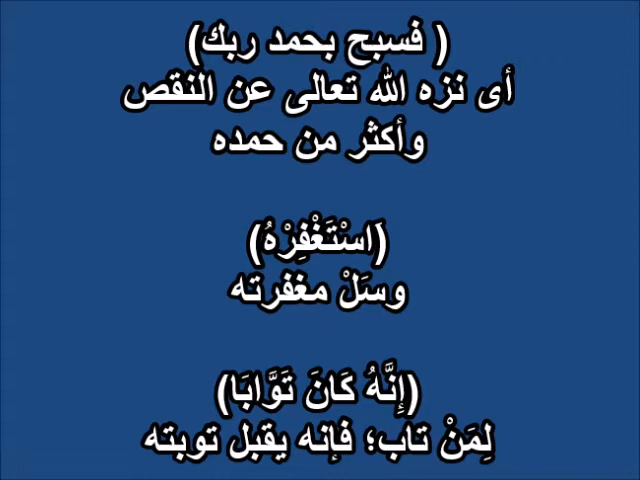 ( فسبح بحمد ربك)
أى نزه الله تعالى عن النقص
وأكثر من حمده
(اسْتَغْفِرْهُ)
وسَلْ مغفرته
(إِنَّهُ كَانَ تَوَّابَا)
لِمَنْ تاب؛ فإنه يقبل توبته